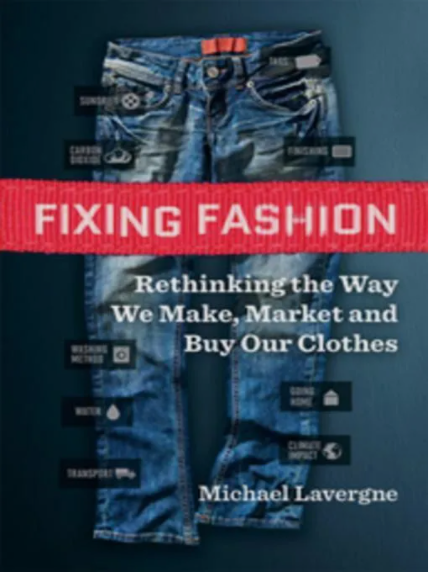 TAGS
SUNDRIES
CARBON
DIOXIDE
FINISHING
FIXING FASHION
Rethinking the Way
We Make, Market and
Buy Our Clothes
WASHING
METHOD
GOING
HOME
WATER
CLIMATE
IMPACT
TRANSPORT
Michael Lavergne